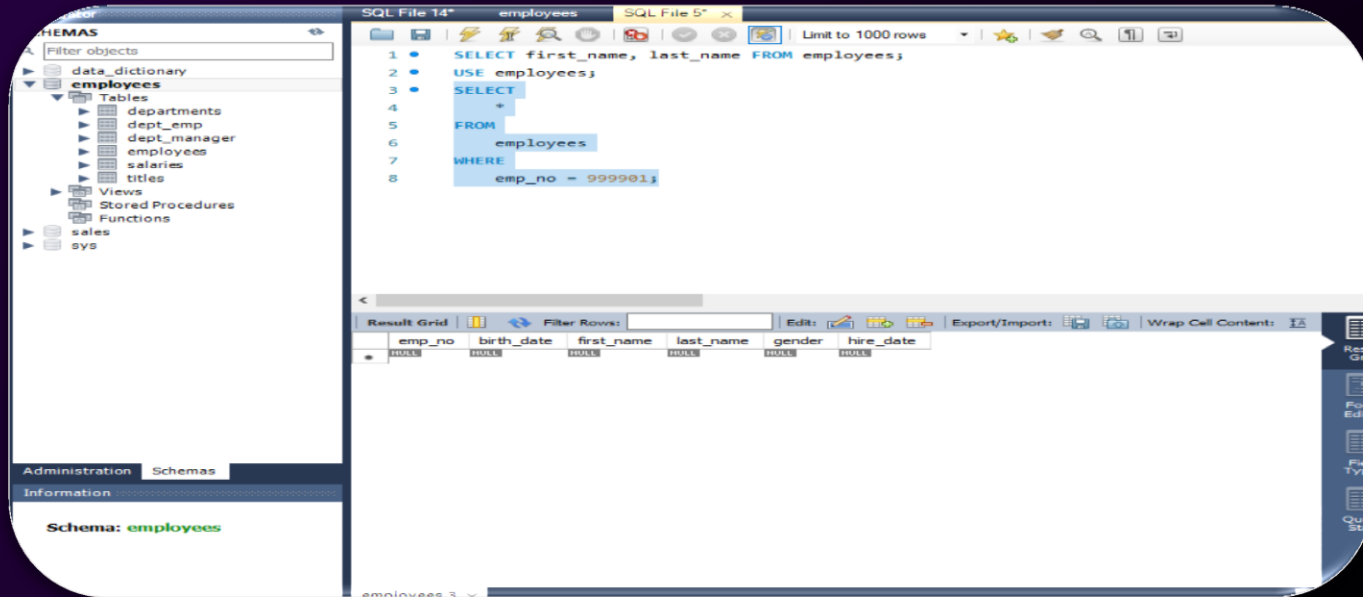 SCHEMAS
Filter objects
data_dictionary
employees
Tables
departments
dept_emp
dept_manager
employees
salaries
titles
Views
Stored Procedures
Functions
sales
sys
Administration Schemas
Information
Schema: employees
SQL File 14* employees SQL File 5*
Limit to 1000 rows
1 SELECT first_name, last_name FROM employees;
2 USE employees;
3 SELECT
4 *
5 FROM
6 employees
7 WHERE
8 emp_no = 999901;
Result Grid Filter Rows: Edit: Export/Import: Wrap Cell Content:
emp_no birth_date first_name last_name gender hire_date
NULL NULL NULL NULL NULL NULL
employees 3